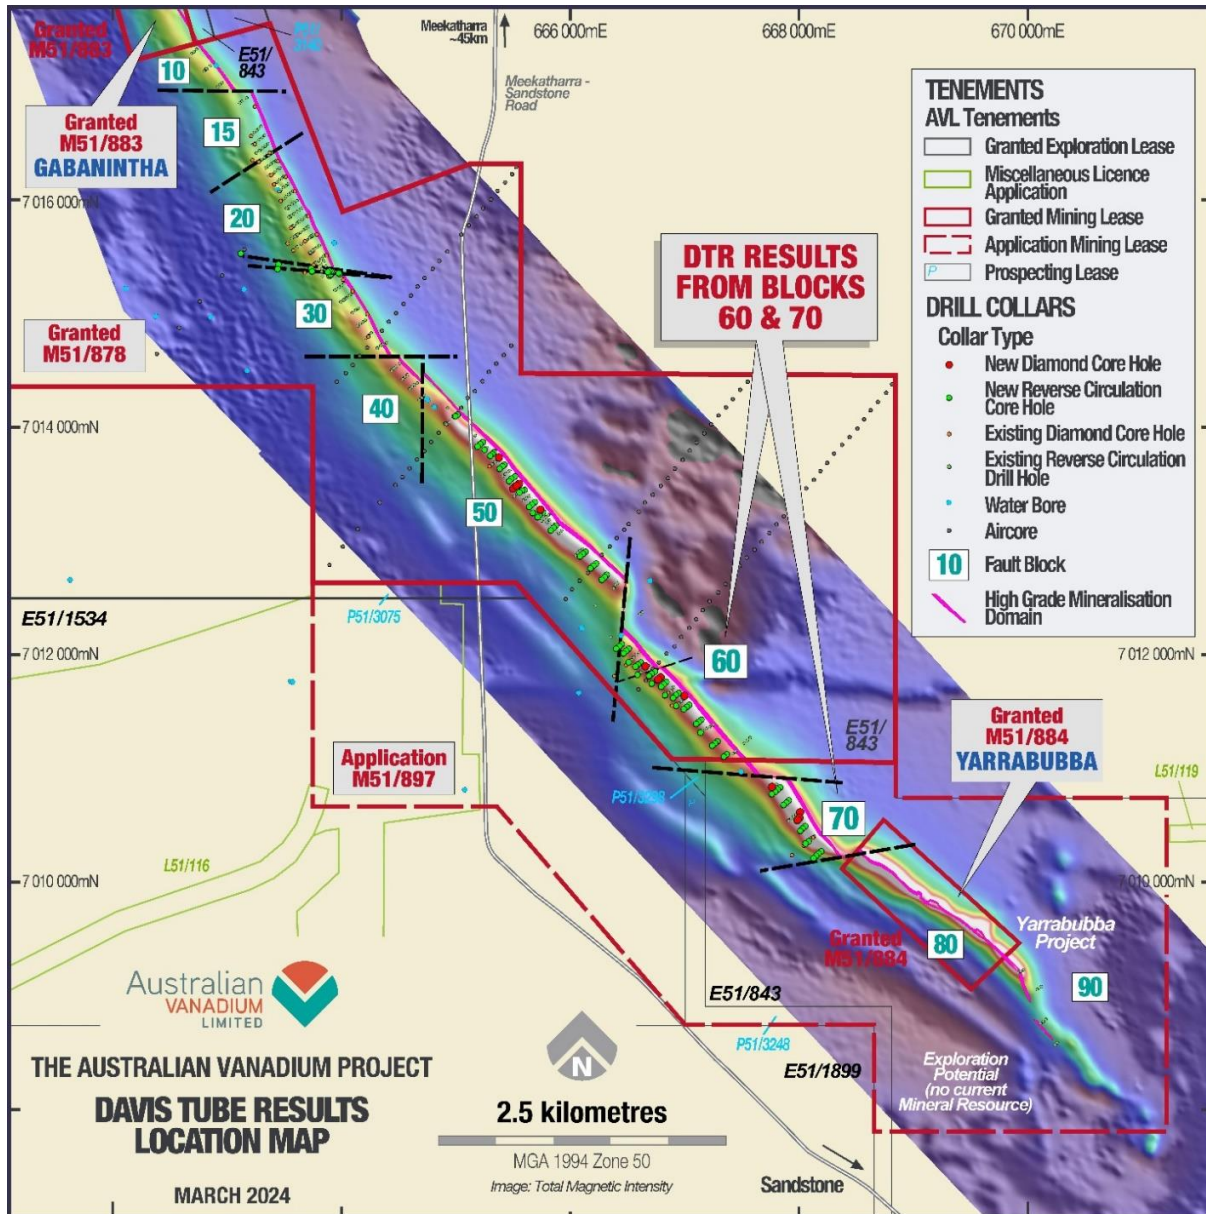 Granted
M51/883
E51/
843
Meekatharra
~45km
666 000mE
668 000mE
670 000mE
Meekatharra -
Sandstone
Road
10
Granted
M51/883
GABANINTHA
15
7 016 000mN
20
30
Granted
M51/878
40
7 014 000mN
50
DTR RESULTS
FROM BLOCKS
60 & 70
TENEMENTS
AVL Tenements
Granted Exploration Lease
Miscellaneous Licence
Application
Granted Mining Lease
Application Mining Lease
P
Prospecting Lease
DRILL COLLARS
Collar Type
New Diamond Core Hole
New Reverse Circulation
Core Hole
Existing Diamond Core Hole
Existing Reverse Circulation
Drill Hole
Water Bore
Aircore
10
Fault Block
High Grade Mineralisation
Domain
E51/1534
P51/3075
7 012 000mN
7 012 000mN
60
E51/
843
Granted
M51/884
YARRABUBBA
Application
M51/897
P51/3298
L51/119
70
L51/116
7 010 000mN
7 010 000mN
Yarrabubba
Project
Granted
M51/884
80
90
E51/843
P51/3248
E51/1899
Exploration
Potential
(no current
Mineral Resource)
Australian
VANADIUM
LIMITED
THE AUSTRALIAN VANADIUM PROJECT
DAVIS TUBE RESULTS
LOCATION MAP
MARCH 2024
N
2.5 kilometres
MGA 1994 Zone 50
Image: Total Magnetic Intensity
Sandstone